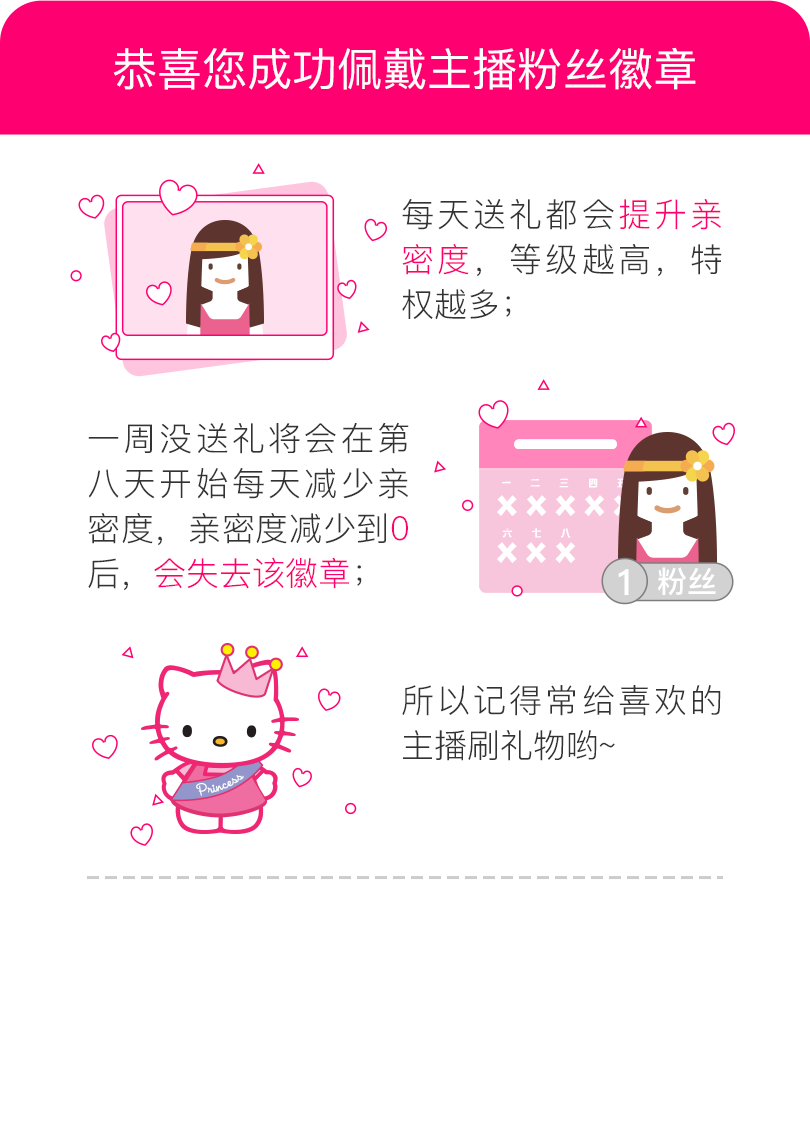 恭喜您成功佩戴主播粉丝徽章
每天送礼都会提升亲
密度，等级越高，特
权越多；
一周没送礼将会在第
八天开始每天减少亲
密度，亲密度减少到0
后，会失去该徽章；
一 二 三 四 五
六 七 八
1 粉丝
Princess
所以记得常给喜欢的
主播刷礼物哟~